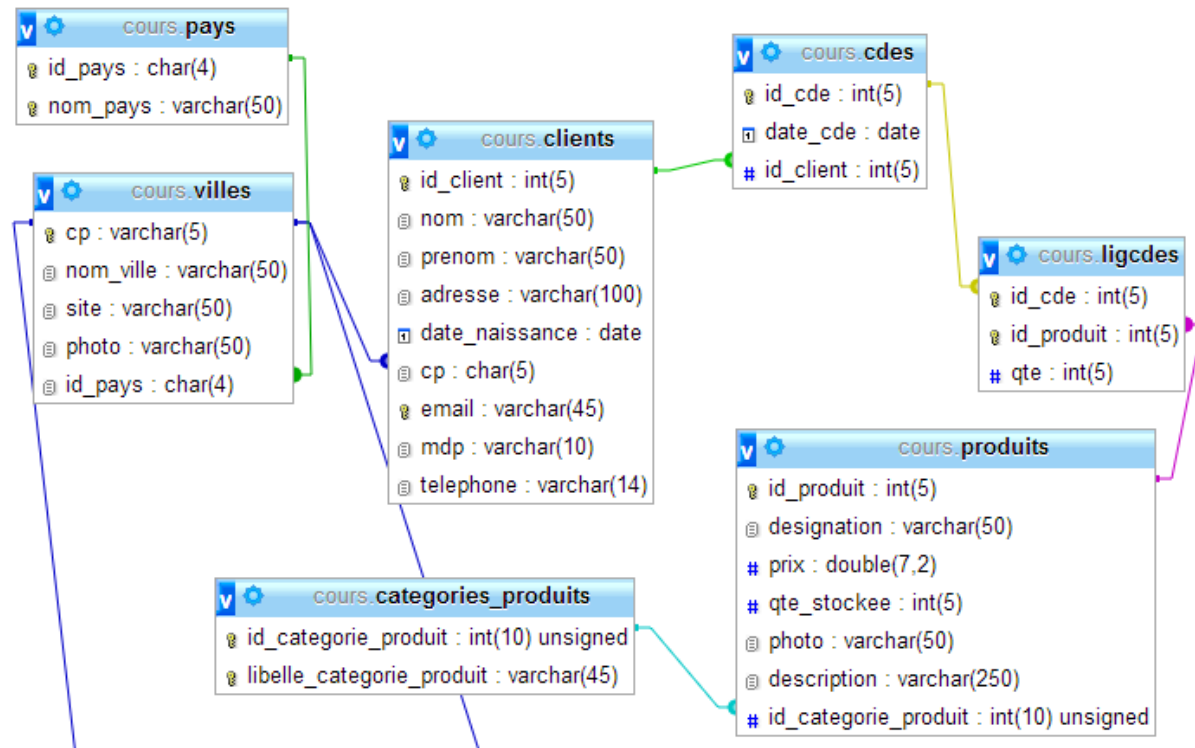 v cours.pays
id_pays : char(4)
nom_pays : varchar(50)
v cours.villes
cp : varchar(5)
nom_ville : varchar(50)
site : varchar(50)
photo : varchar(50)
id_pays : char(4)
v cours.clients
id_client : int(5)
nom : varchar(50)
prenom : varchar(50)
adresse : varchar(100)
date_naissance : date
cp : char(5)
email : varchar(45)
mdp : varchar(10)
telephone : varchar(14)
v cours.cdes
id_cde : int(5)
date_cde : date
# id_client : int(5)
v cours.ligcdes
id_cde : int(5)
id_produit : int(5)
# qte : int(5)
v cours.produits
id_produit : int(5)
designation : varchar(50)
# prix : double(7,2)
# qte_stockee : int(5)
photo : varchar(50)
description : varchar(250)
# id_categorie_produit : int(10) unsigned
v cours.categories_produits
id_categorie_produit : int(10) unsigned
libelle_categorie_produit : varchar(45)